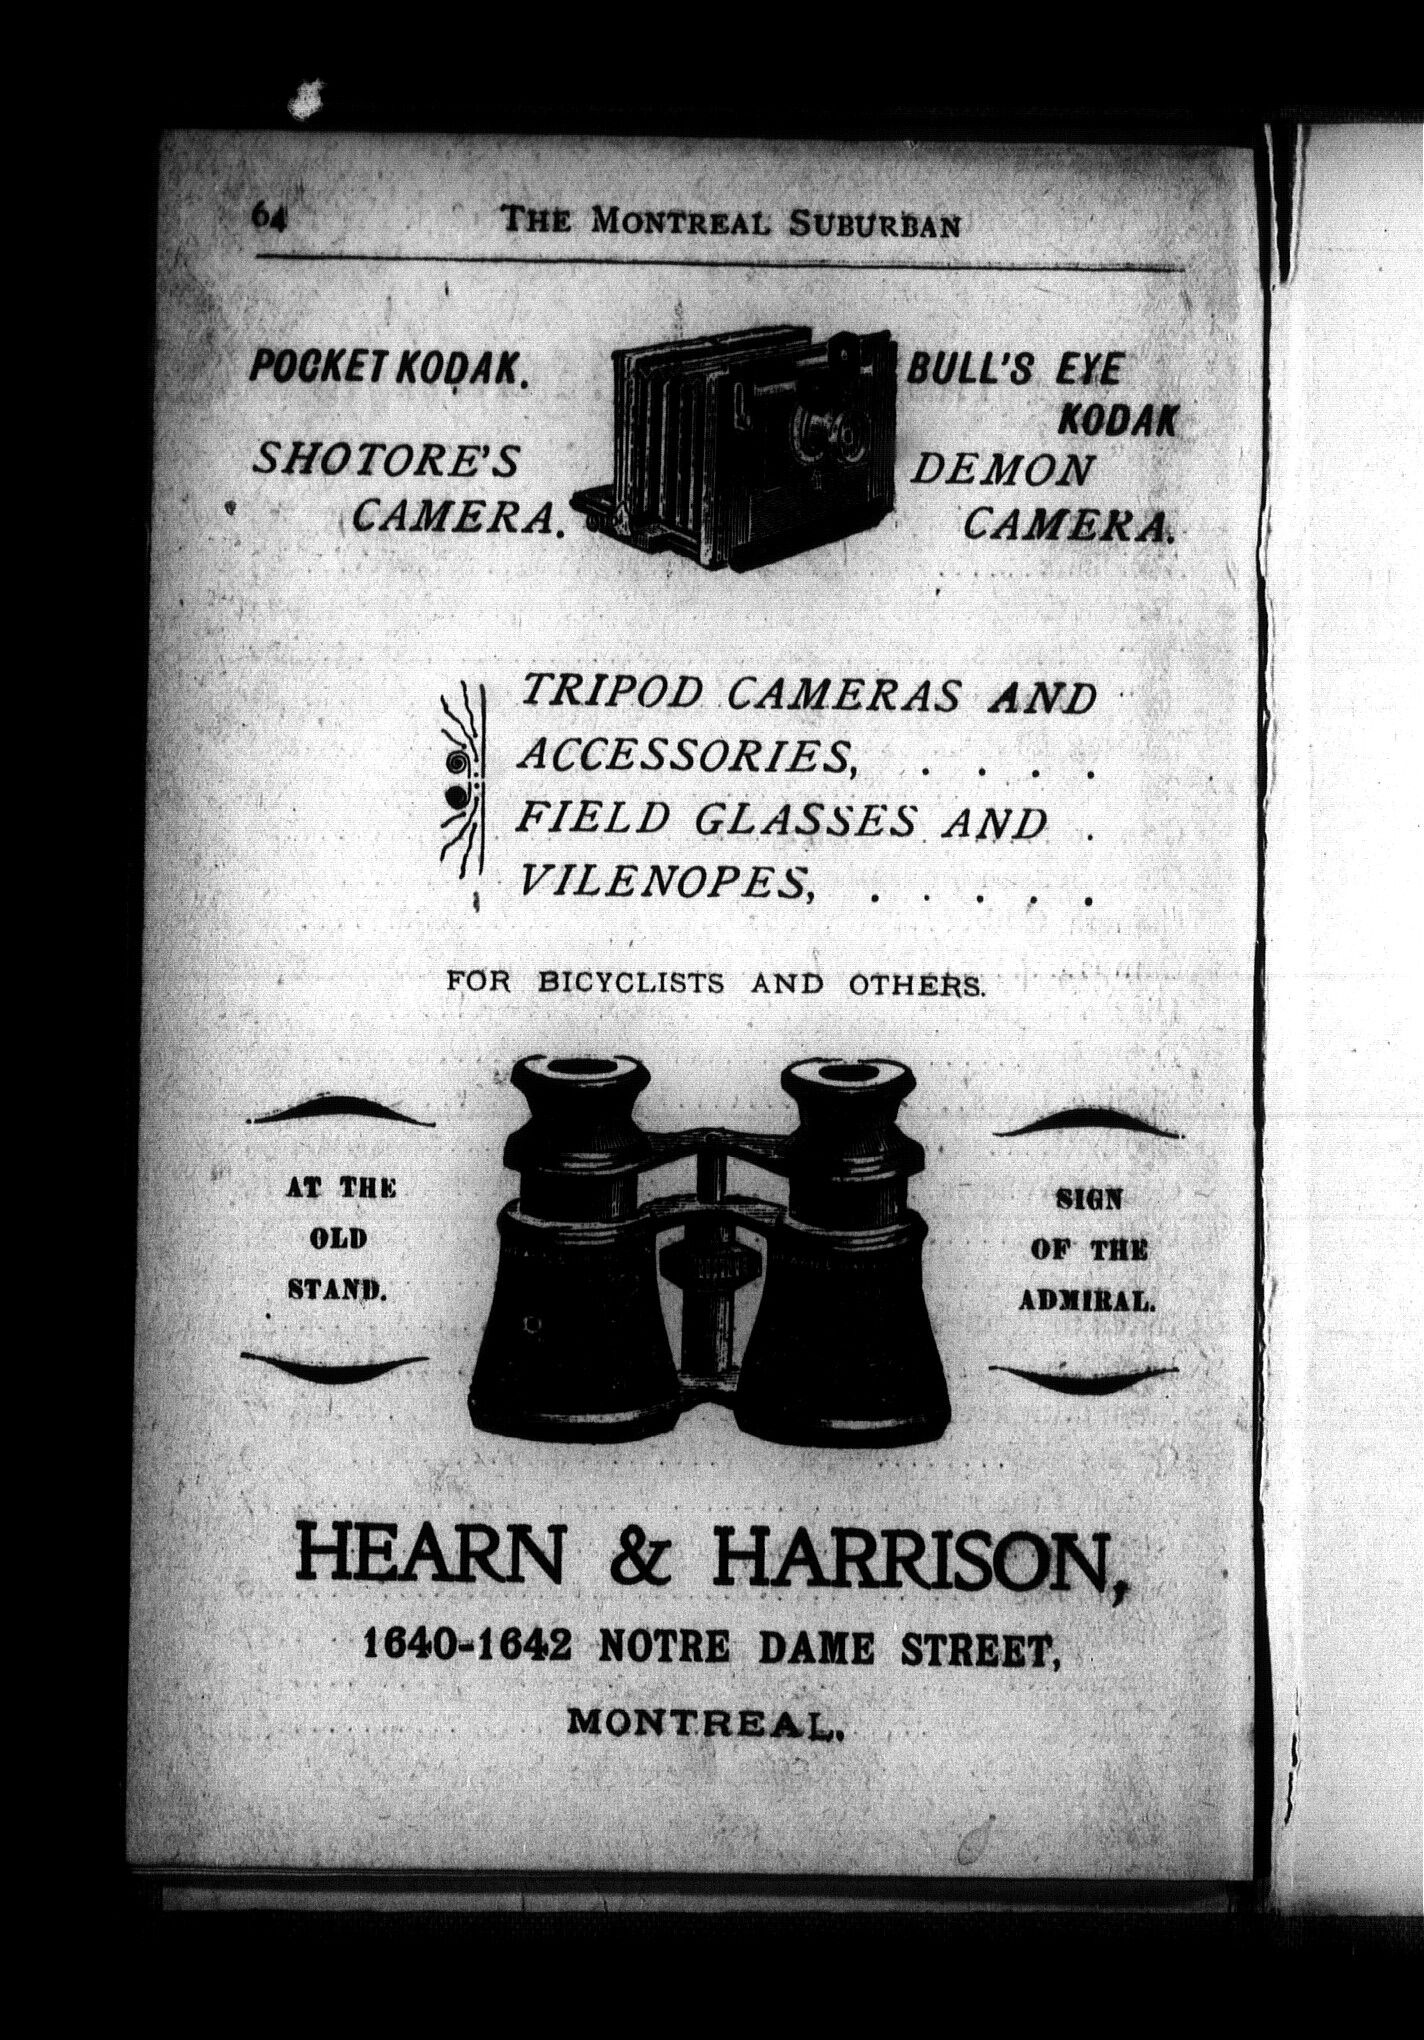 64 THE MONTREAL SUBURBAN
POCKET KODAK.
SHOTORE'S
CAMERA.
BULL'S EYE
KODAK
DEMON
CAMERA.
TRIPOD CAMERAS AND
ACCESSORIES, . . . .
FIELD GLASSES AND .
VILENOPES, . . . . .
FOR BICYCLISTS AND OTHERS.
AT THE
OLD
STAND.
SIGN
OF THE
ADMIRAL.
HEARN & HARRISON,
1640-1642 NOTRE DAME STREET,
MONTREAL.